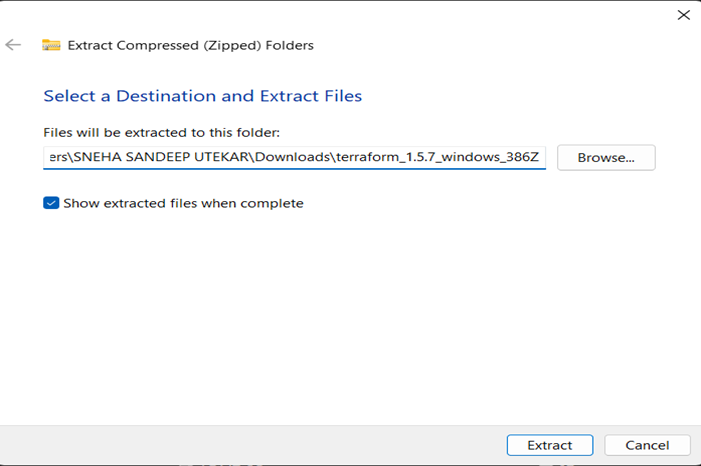 Extract Compressed (Zipped) Folders
Select a Destination and Extract Files
Files will be extracted to this folder:
ers\SNEHA SANDEEP UTEKAR\Downloads\terraform_1.5.7_windows_386Z
Browse...
Show extracted files when complete
Extract
Cancel